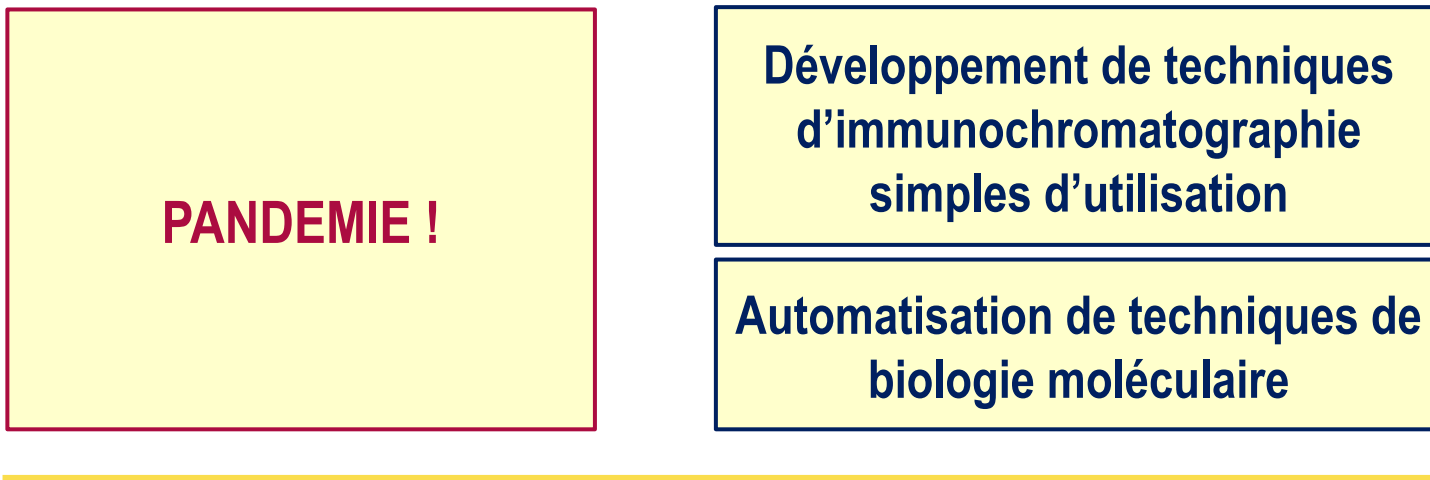 PANDEMIE !
Développement de techniques
d’immunochromatographie
simples d’utilisation
Automatisation de techniques de
biologie moléculaire